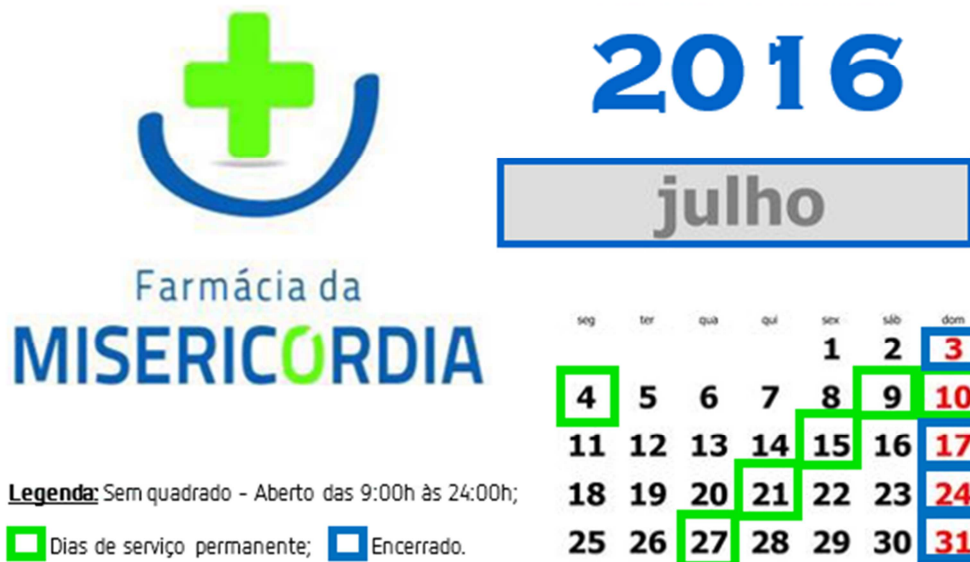 Farmácia da
MISERICÓRDIA
Legenda: Sem quadrado - Aberto das 9:00h às 24:00h;
Dias de serviço permanente; Encerrado.
2016
julho
seg ter qua qui sex sáb dom
1 2 3
4 5 6 7 8 9 10
11 12 13 14 15 16 17
18 19 20 21 22 23 24
25 26 27 28 29 30 31